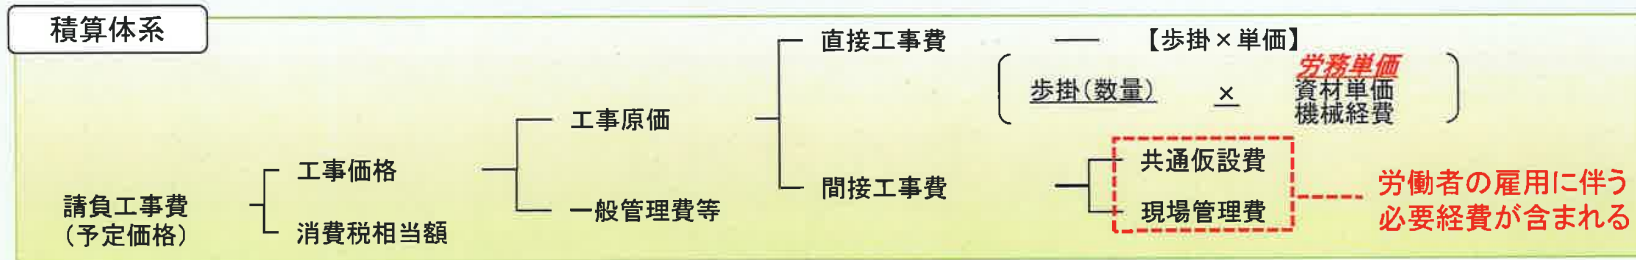 積算体系
直接工事費
【歩掛×単価】
歩掛(数量)
×
労務単価
資材単価
機械経費
工事原価
共通仮設費
工事価格
間接工事費
労働者の雇用に伴う
必要経費が含まれる
請負工事費
(予定価格)
一般管理費等
現場管理費
消費税相当額